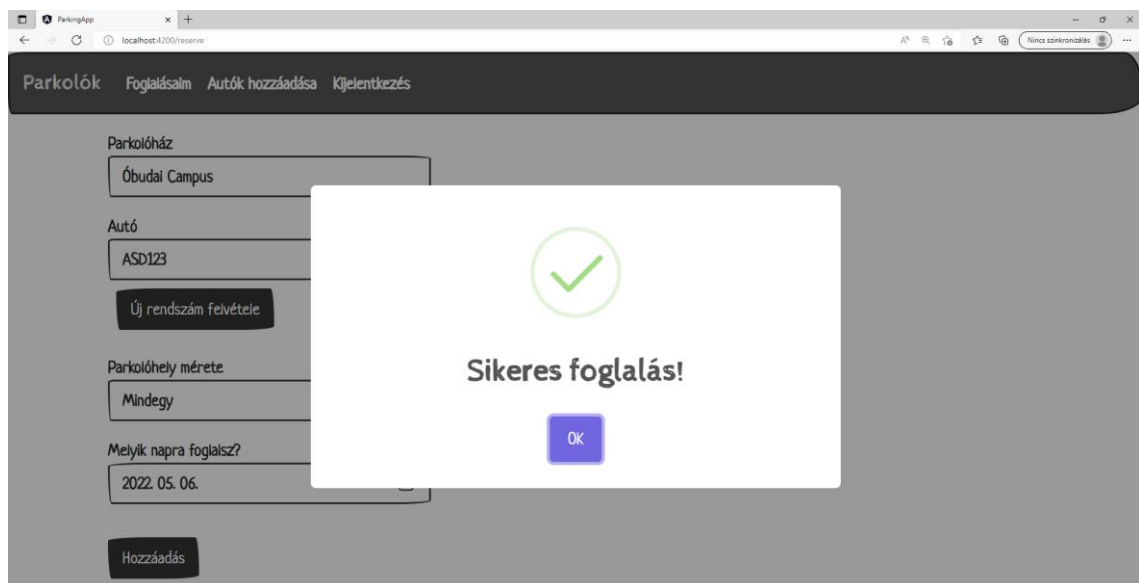 ParkingApp
localhost:4200/reserve
Nincs szinkronizálás
Parkolók Foglalásaim Autók hozzáadása Kijelentkezés
Parkolóház
Óbudai Campus
Autó
ASD123
Új rendszám felvétele
Parkolóhely mérete
Mindegy
Melyik napra foglalsz?
2022. 05. 06.
Hozzáadás
Sikeres foglalás!
OK